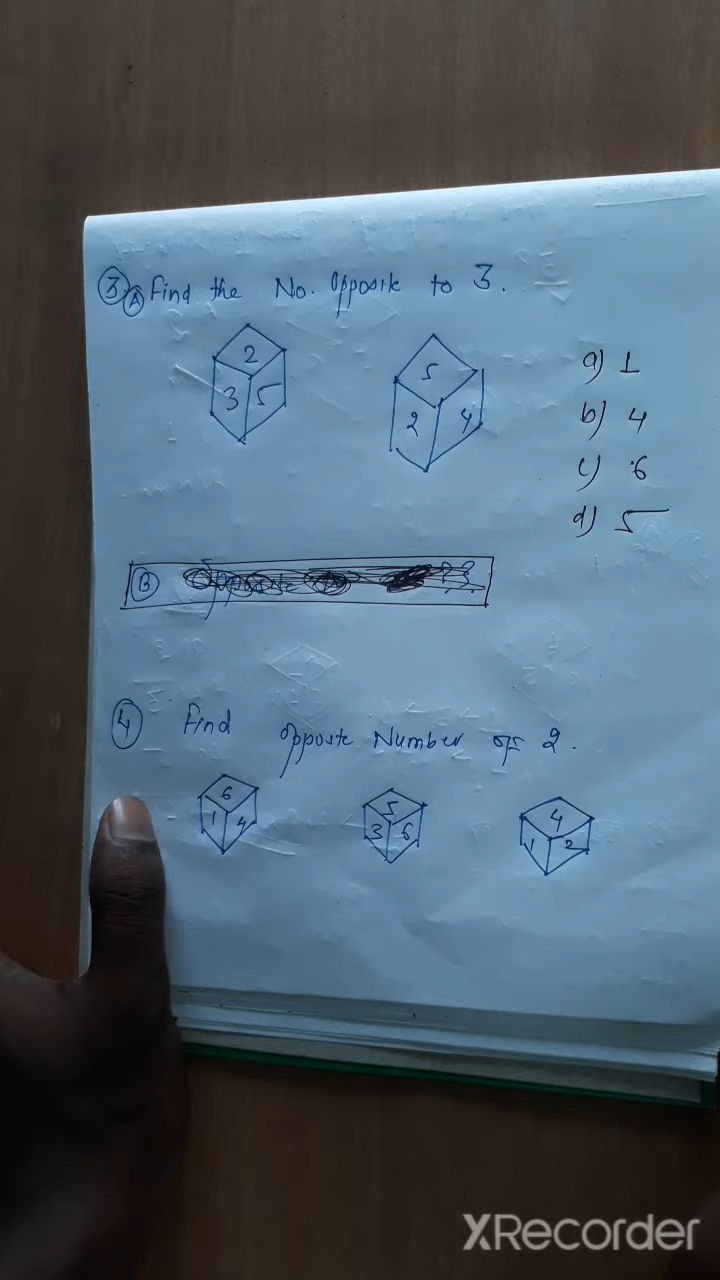 3 A Find the No. Opposite to 3.
2
3 5
5
2 4
a) 1
b) 4
c) 6
d) 5
B Opposite
4 Find Opposte Number of 2.
6
1 4
5
3 6
4
1 2
XRecorder